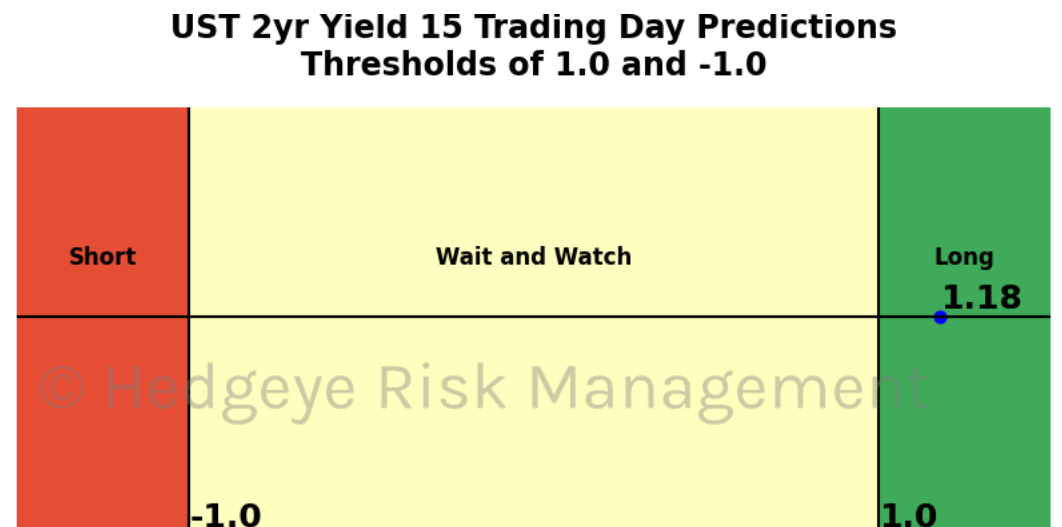 UST 2yr Yield 15 Trading Day Predictions
Thresholds of 1.0 and -1.0
Short
Wait and Watch
Long
1.18
© Hedgeye Risk Management
-1.0
1.0